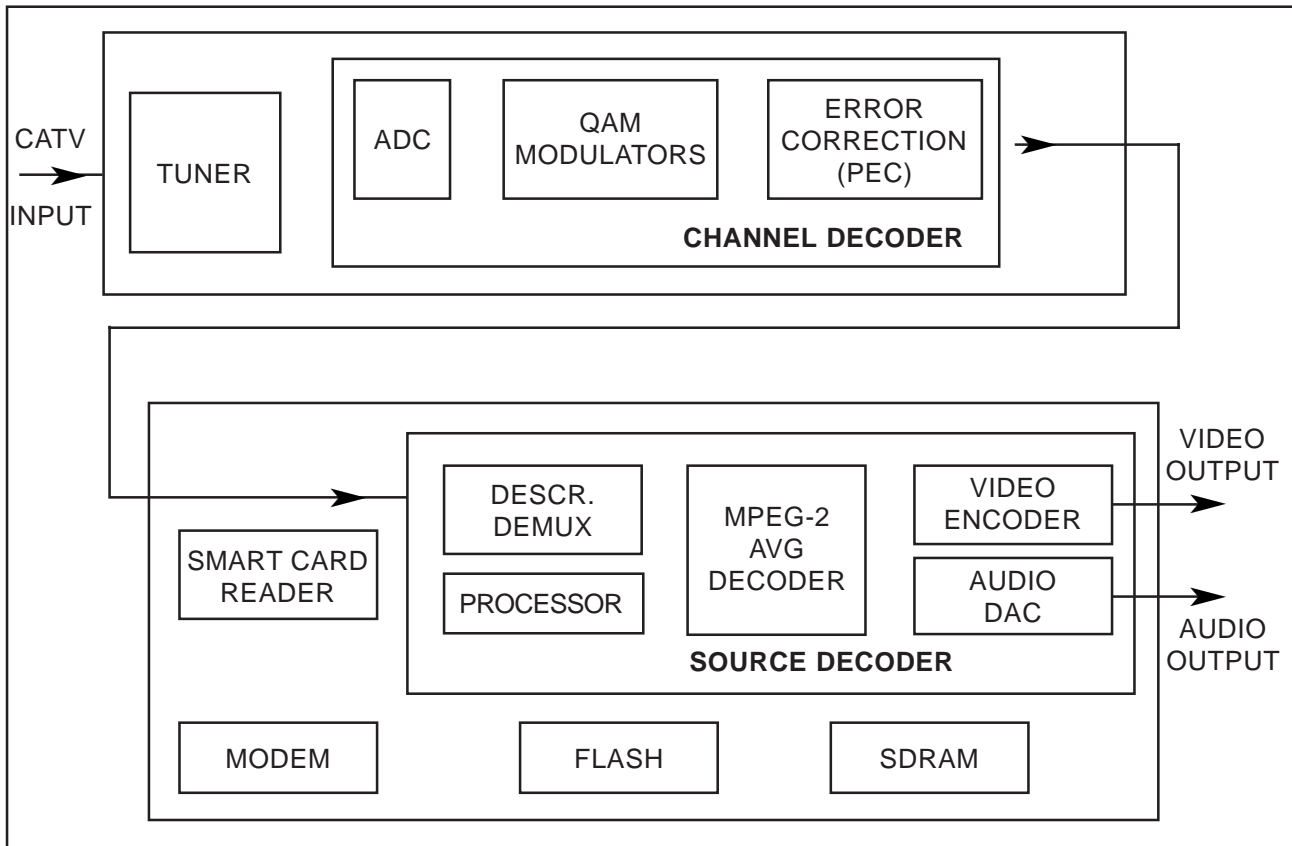 CATV
INPUT
TUNER
ADC
QAM
MODULATORS
ERROR
CORRECTION
(PEC)
CHANNEL DECODER
DESCR.
DEMUX
PROCESSOR
MPEG-2
AVG
DECODER
VIDEO
ENCODER
AUDIO
DAC
SOURCE DECODER
VIDEO
OUTPUT
AUDIO
OUTPUT
SMART CARD
READER
MODEM
FLASH
SDRAM